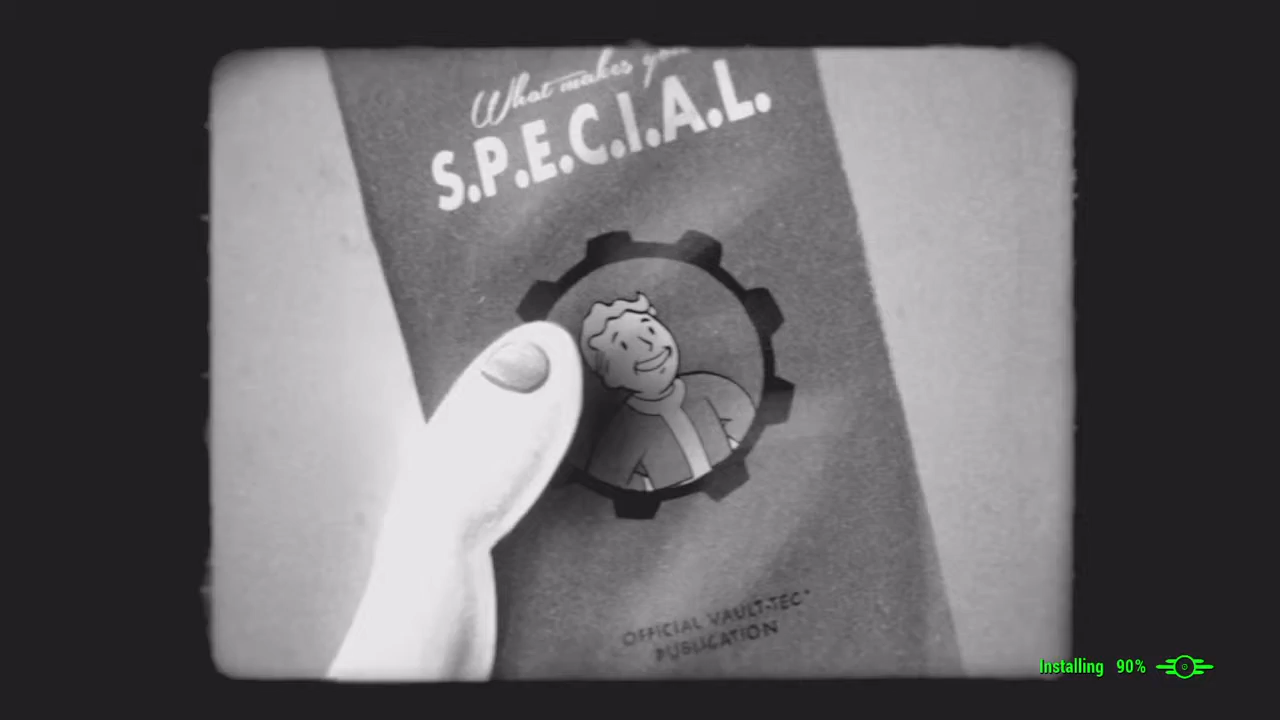 What makes you
S.P.E.C.I.A.L.
OFFICIAL VAULT-TEC
PUBLICATION
Installing 90%